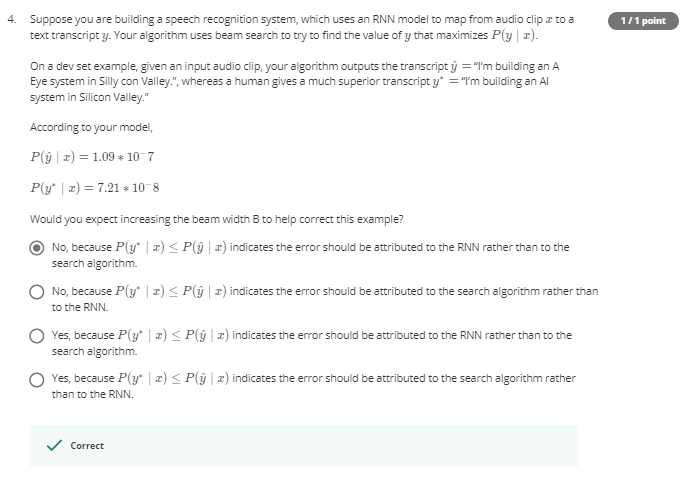 4. Suppose you are building a speech recognition system, which uses an RNN model to map from audio clip x to a
1 / 1 point
text transcript y. Your algorithm uses beam search to try to find the value of y that maximizes P(y | x).
On a dev set example, given an input audio clip, your algorithm outputs the transcript ŷ = "I'm building an A
Eye system in Silly con Valley.", whereas a human gives a much superior transcript y* = "I'm building an AI
system in Silicon Valley."
According to your model,
P(ŷ | x) = 1.09 * 10⁻7
P(y* | x) = 7.21 * 10⁻8
Would you expect increasing the beam width B to help correct this example?
No, because P(y* | x) ≤ P(ŷ | x) indicates the error should be attributed to the RNN rather than to the
search algorithm.
No, because P(y* | x) ≤ P(ŷ | x) indicates the error should be attributed to the search algorithm rather than
to the RNN.
Yes, because P(y* | x) ≤ P(ŷ | x) indicates the error should be attributed to the RNN rather than to the
search algorithm.
Yes, because P(y* | x) ≤ P(ŷ | x) indicates the error should be attributed to the search algorithm rather
than to the RNN.
Correct